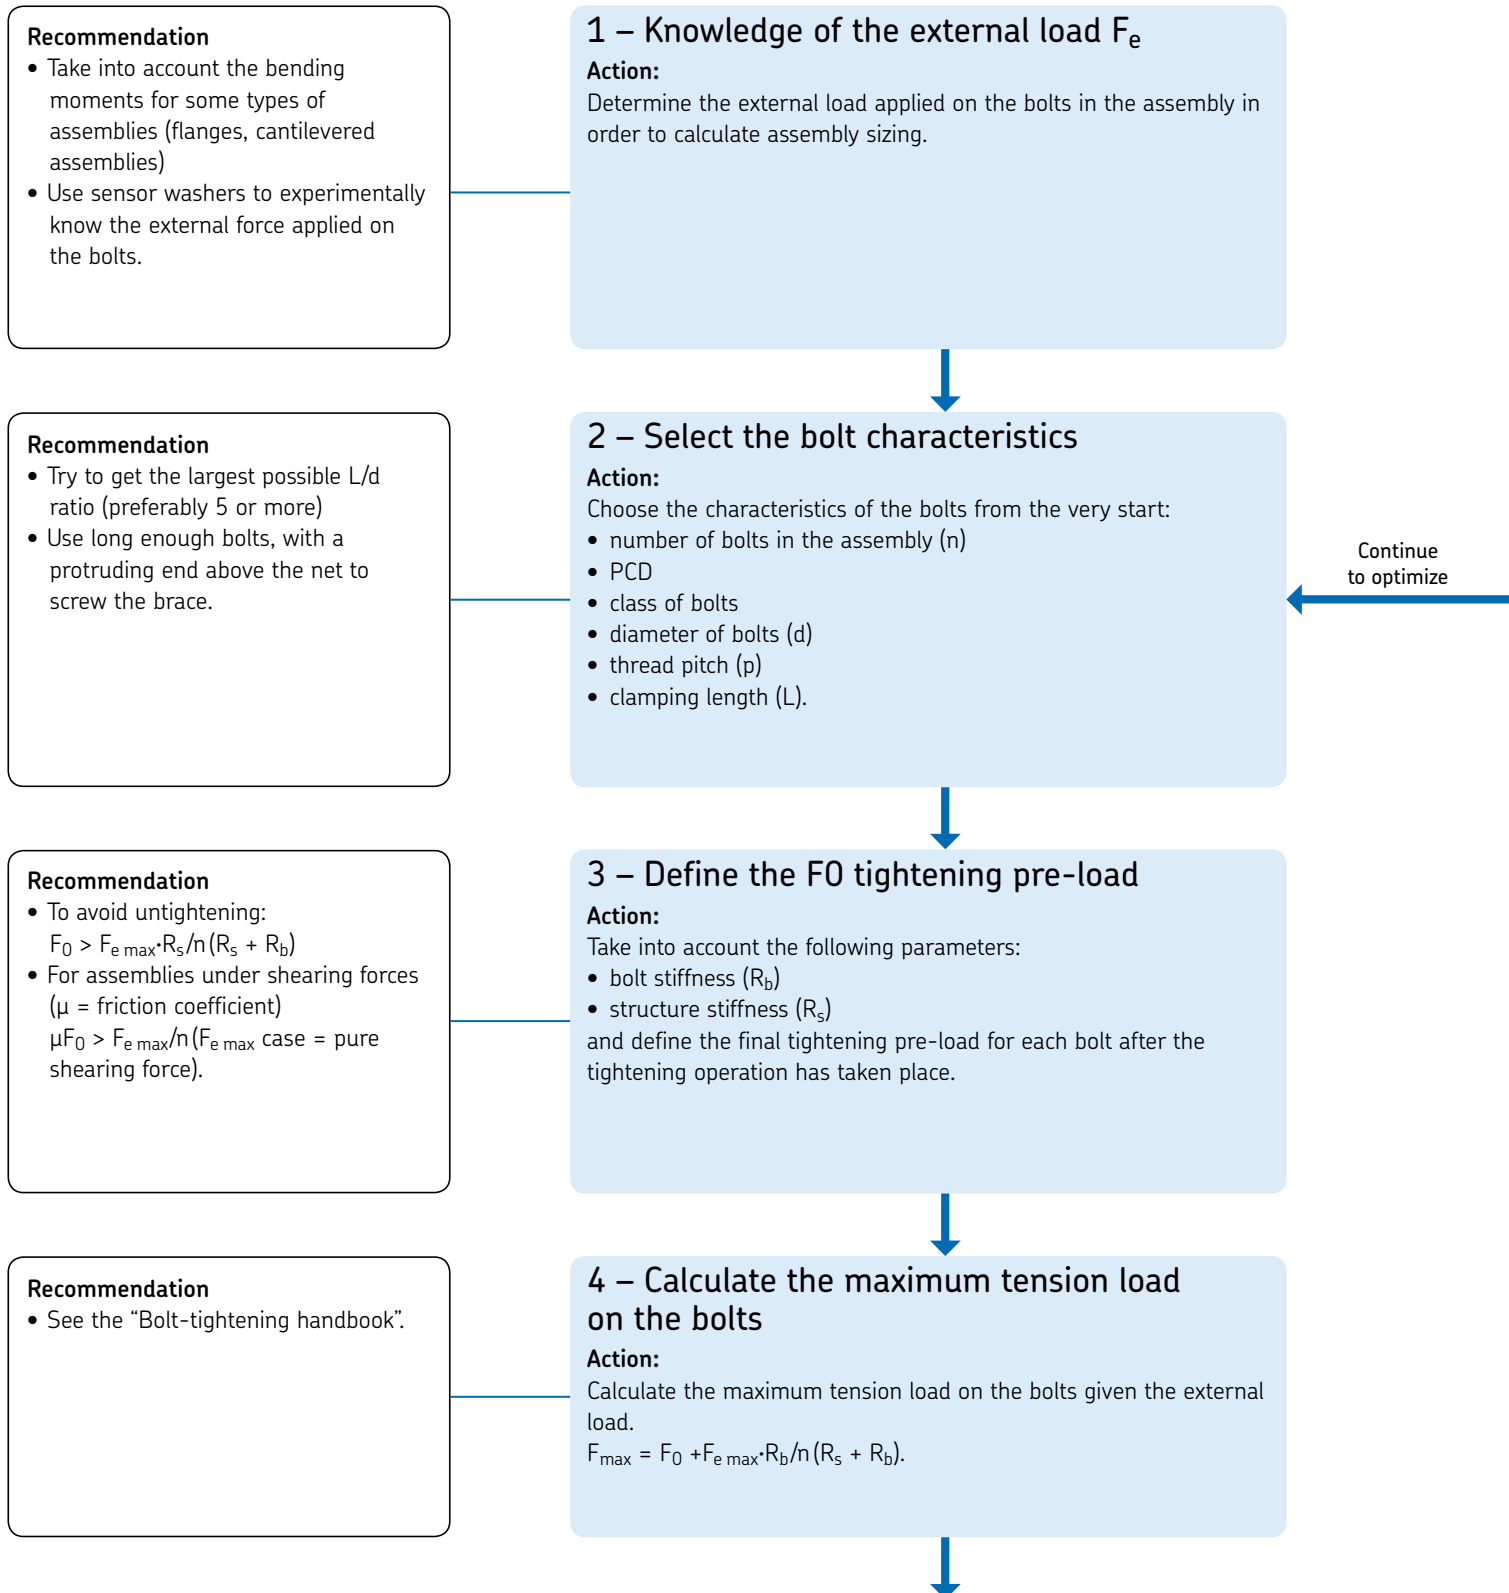 Recommendation
• Take into account the bending
moments for some types of
assemblies (flanges, cantilevered
assemblies)
• Use sensor washers to experimentally
know the external force applied on
the bolts.
1 – Knowledge of the external load Fe
Action:
Determine the external load applied on the bolts in the assembly in
order to calculate assembly sizing.
Recommendation
• Try to get the largest possible L/d
ratio (preferably 5 or more)
• Use long enough bolts, with a
protruding end above the net to
screw the brace.
2 – Select the bolt characteristics
Action:
Choose the characteristics of the bolts from the very start:
• number of bolts in the assembly (n)
• PCD
• class of bolts
• diameter of bolts (d)
• thread pitch (p)
• clamping length (L).
Continue
to optimize
Recommendation
• To avoid untightening:
F0 > Fe max·Rs/n(Rs + Rb)
• For assemblies under shearing forces
(μ = friction coefficient)
μF0 > Fe max/n(Fe max case = pure
shearing force).
3 – Define the F0 tightening pre-load
Action:
Take into account the following parameters:
• bolt stiffness (Rb)
• structure stiffness (Rs)
and define the final tightening pre-load for each bolt after the
tightening operation has taken place.
Recommendation
• See the “Bolt-tightening handbook”.
4 – Calculate the maximum tension load
on the bolts
Action:
Calculate the maximum tension load on the bolts given the external
load.
Fmax = F0 +Fe max·Rb/n(Rs + Rb).